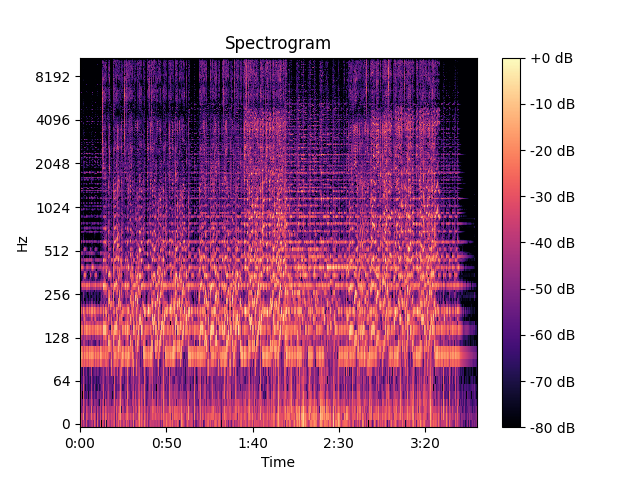 Spectrogram
8192
4096
2048
1024
512
256
128
64
0
Hz
0:00
0:50
1:40
2:30
3:20
Time
+0 dB
-10 dB
-20 dB
-30 dB
-40 dB
-50 dB
-60 dB
-70 dB
-80 dB